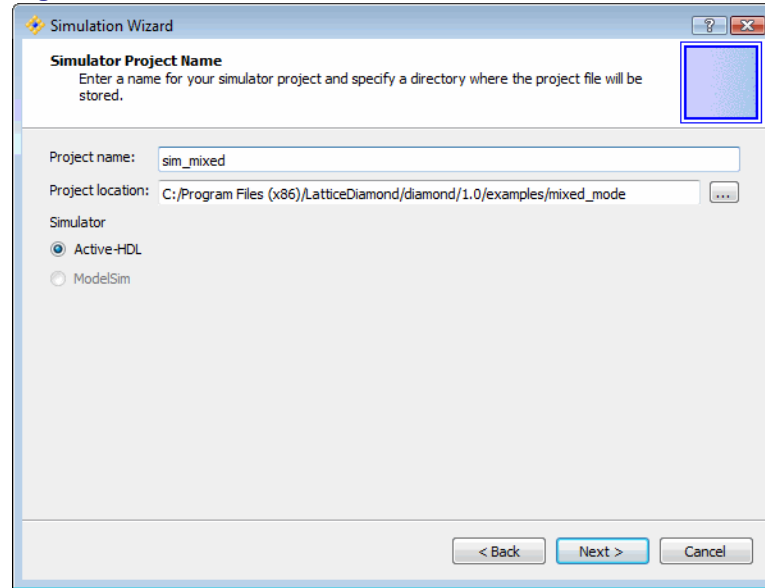 Simulation Wizard
Simulator Project Name
Enter a name for your simulator project and specify a directory where the project file will be
stored.
Project name: sim_mixed
Project location: C:/Program Files (x86)/LatticeDiamond/diamond/1.0/examples/mixed_mode ...
Simulator
Active-HDL
ModelSim
< Back Next > Cancel